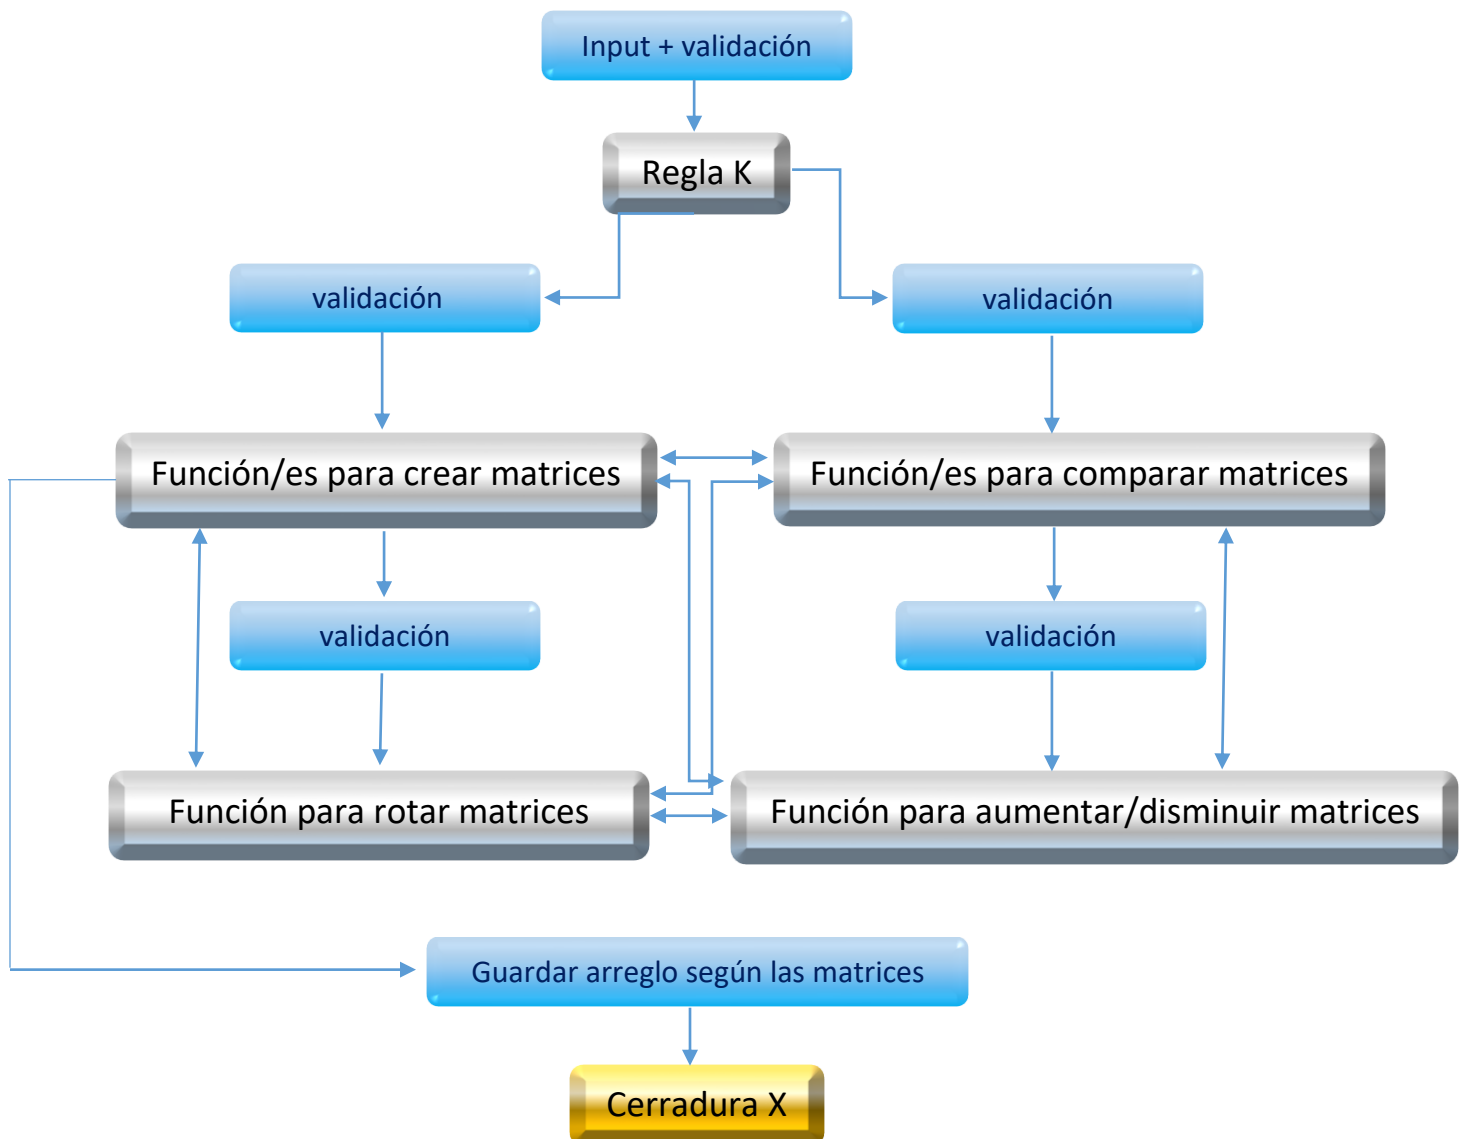 Input + validación
Regla K
validación
validación
Función/es para crear matrices
Función/es para comparar matrices
validación
validación
Función para rotar matrices
Función para aumentar/disminuir matrices
Guardar arreglo según las matrices
Cerradura X